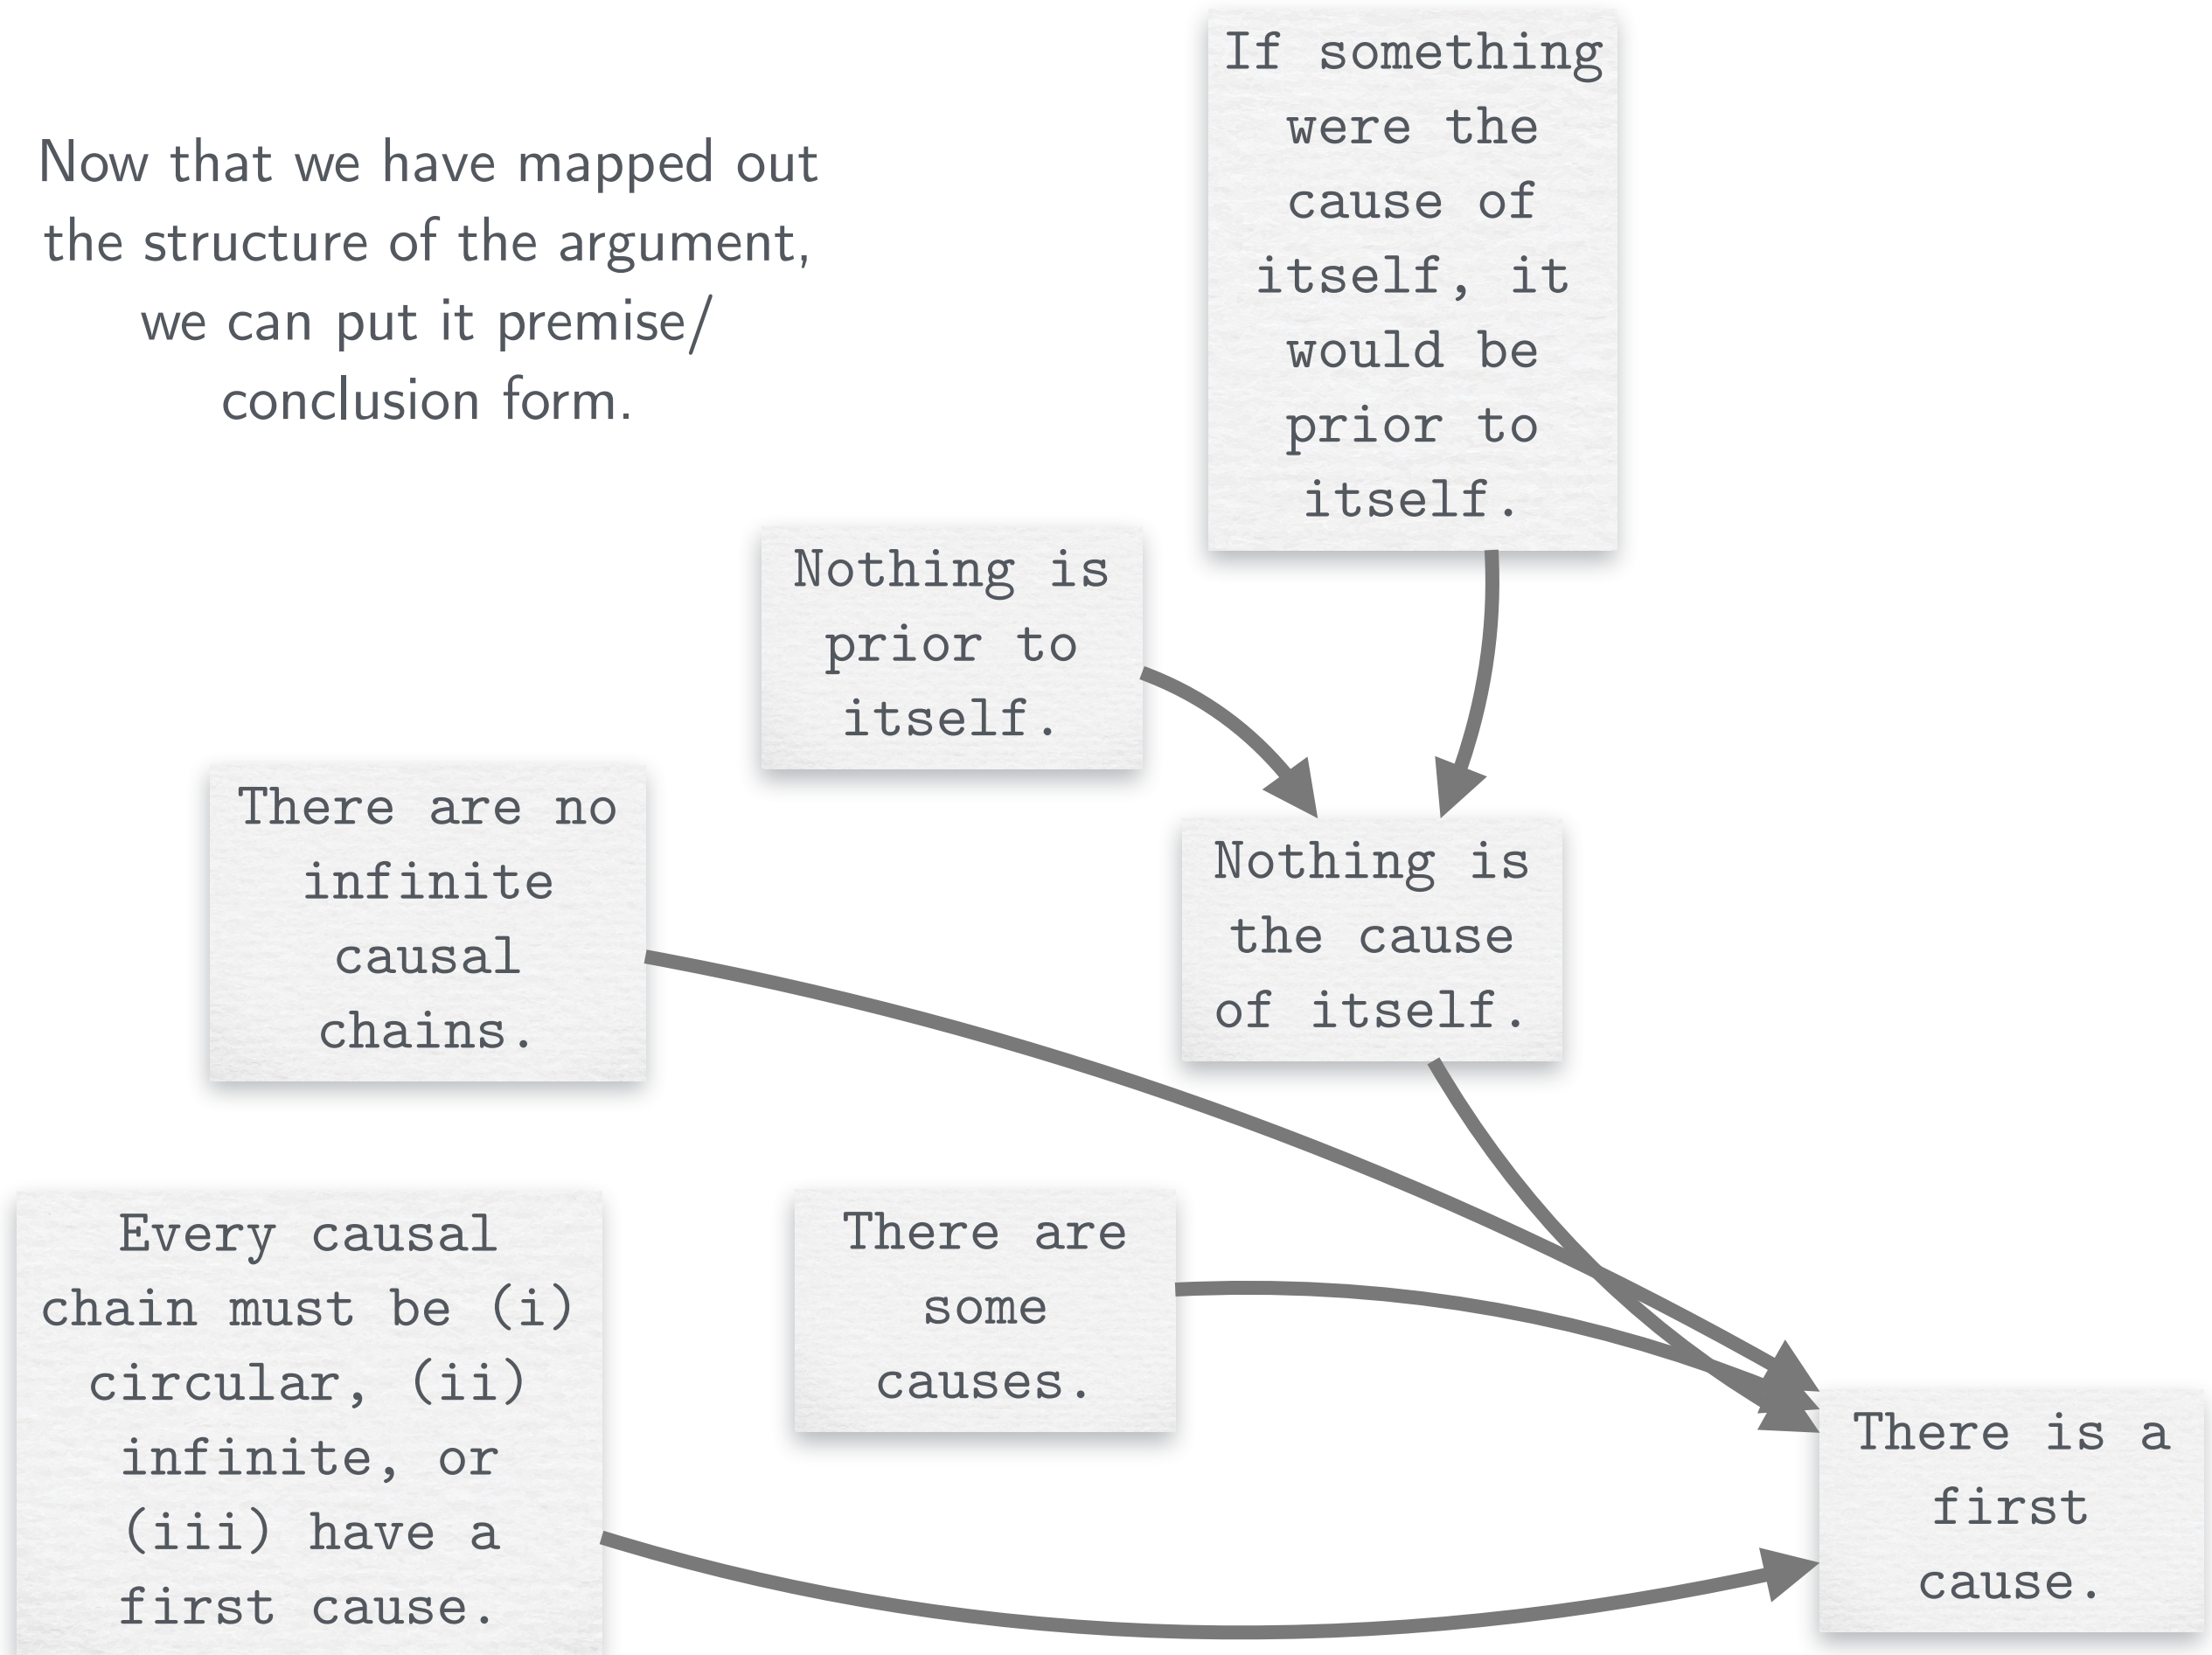 Now that we have mapped out
the structure of the argument,
we can put it premise/
conclusion form.
If something
were the
cause of
itself, it
would be
prior to
itself.
Nothing is
prior to
itself.
There are no
infinite
causal
chains.
Nothing is
the cause
of itself.
Every causal
chain must be (i)
circular, (ii)
infinite, or
(iii) have a
first cause.
There are
some
causes.
There is a
first
cause.